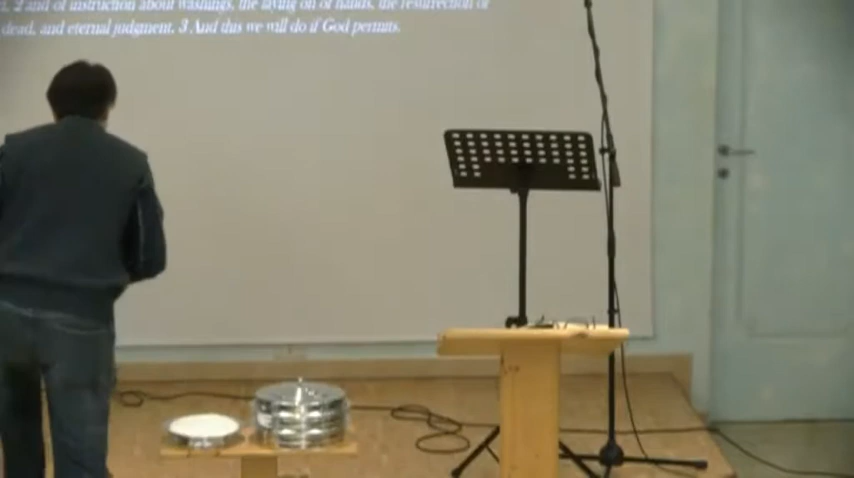 2 and of instruction about washings, the laying on of hands, the resurrection of
dead, and eternal judgment. 3 And this we will do if God permits.